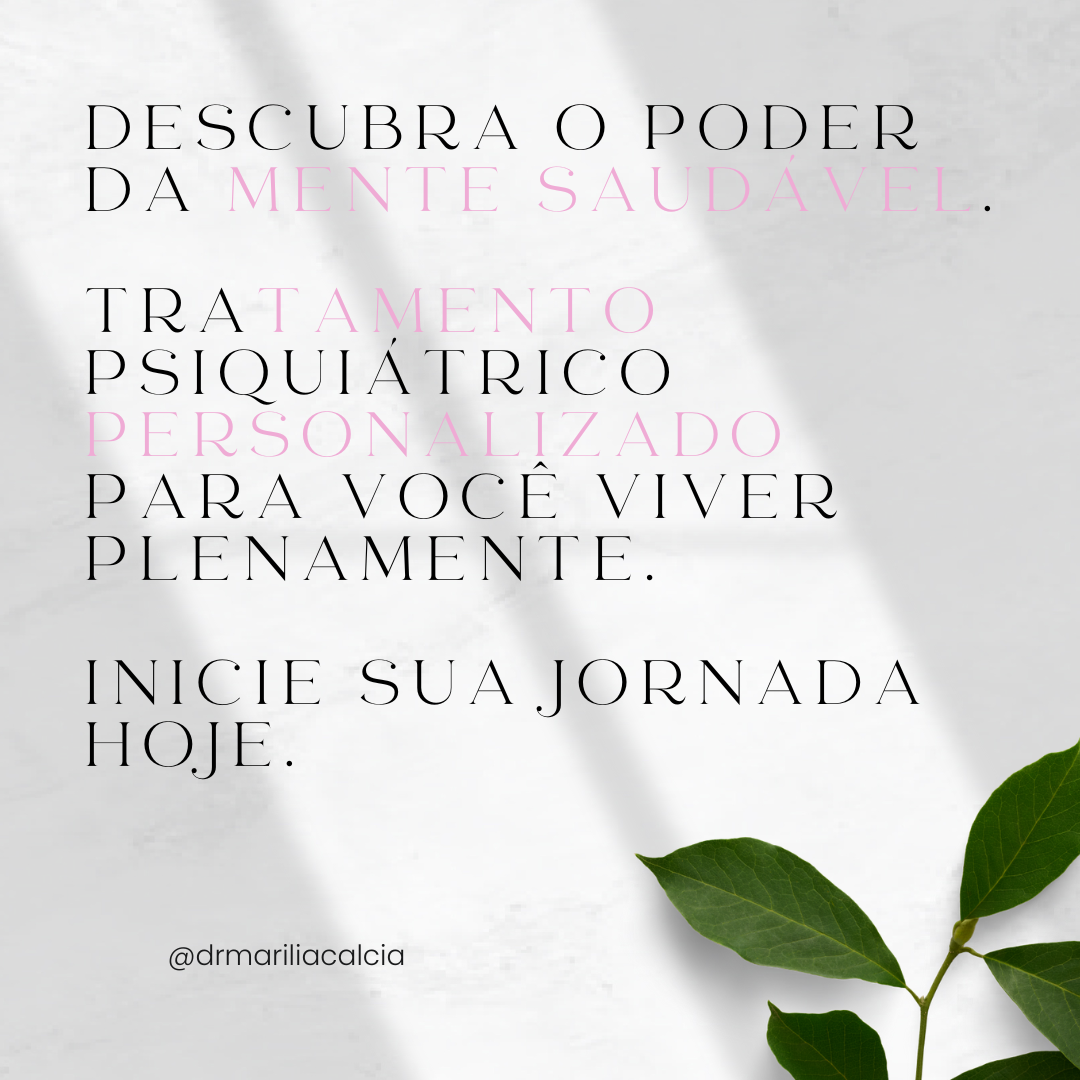 DESCUBRA O PODER
DA MENTE SAUDÁVEL.
TRATAMENTO
PSIQUIÁTRICO
PERSONALIZADO
PARA VOCÊ VIVER
PLENAMENTE.
INICIE SUA JORNADA
HOJE.
@drmariliacalcia